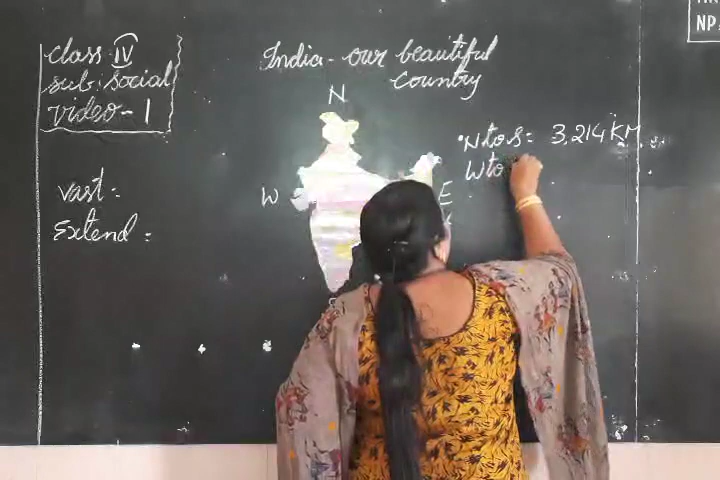 class IV
sub: Social
video - 1
India - our beautiful
country
N
W
E
N to S = 3,214 KM
W to
vast :
Extend :
NP